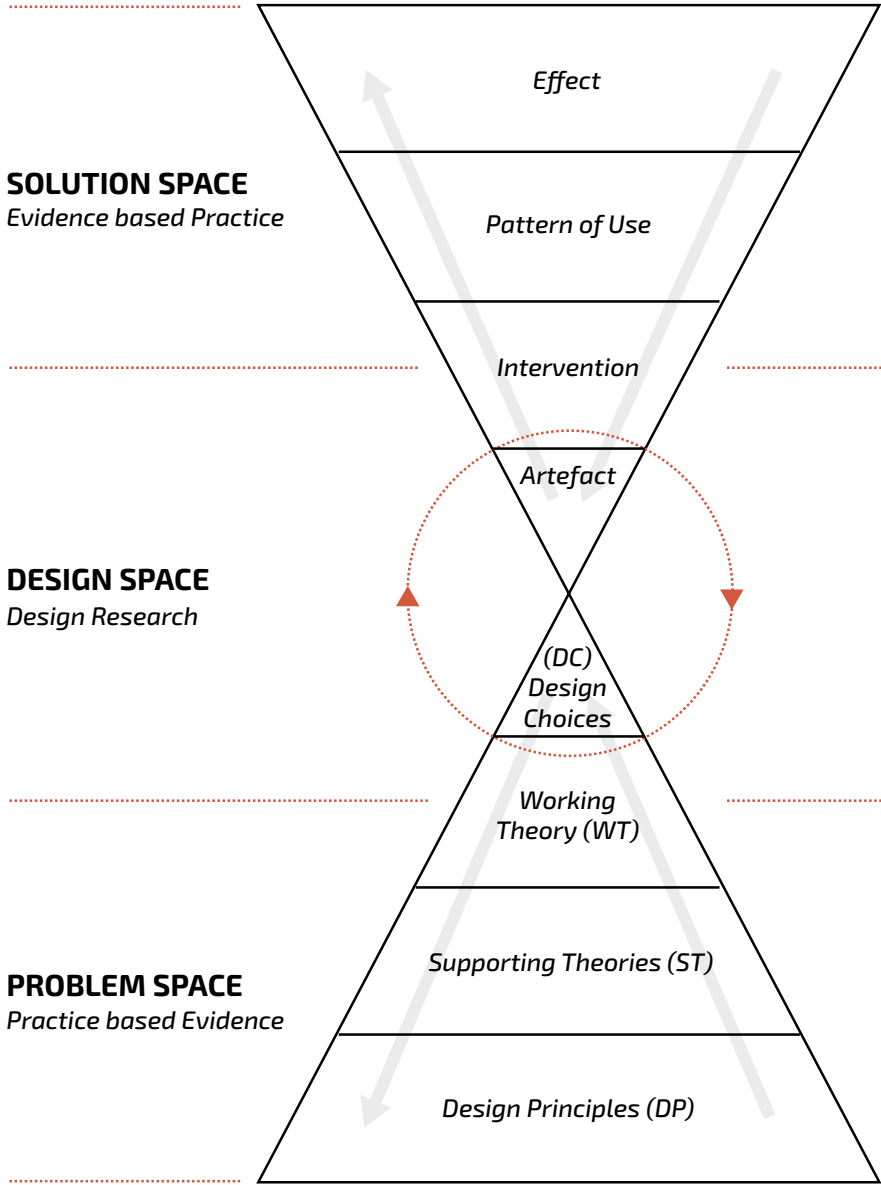 Effect
SOLUTION SPACE
Evidence based Practice
Pattern of Use
Intervention
Artefact
DESIGN SPACE
Design Research
(DC)
Design
Choices
Working
Theory (WT)
Supporting Theories (ST)
PROBLEM SPACE
Practice based Evidence
Design Principles (DP)